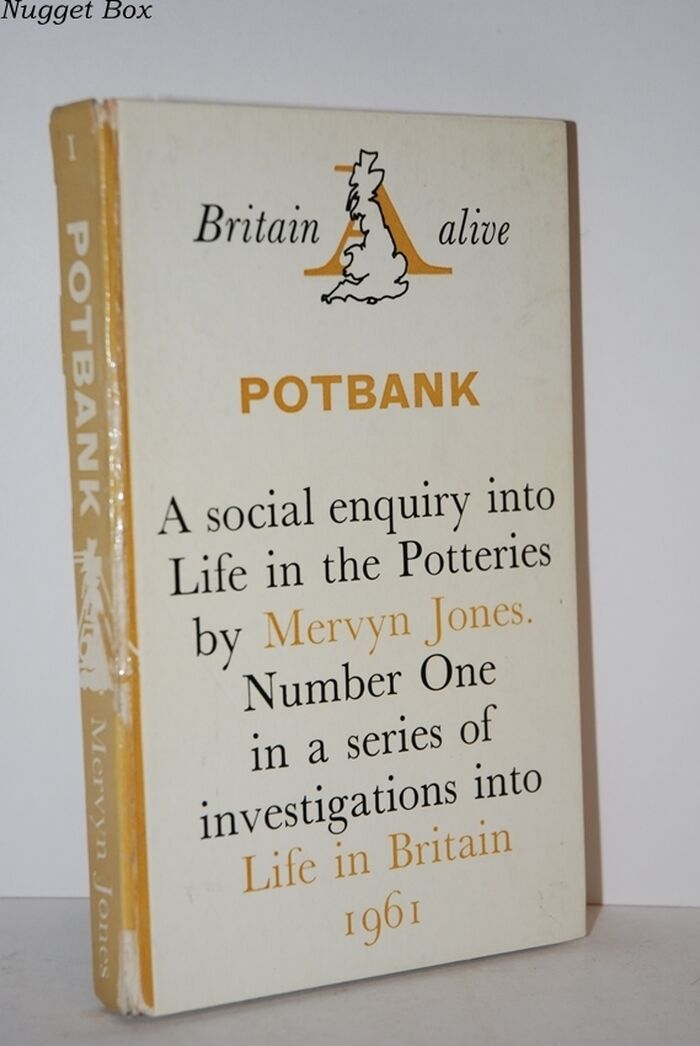 Nugget Box
Britain A alive
POTBANK
A social enquiry into
Life in the Potteries
by Mervyn Jones.
Number One
in a series of
investigations into
Life in Britain
1961
I
POTBANK
Mervyn Jones